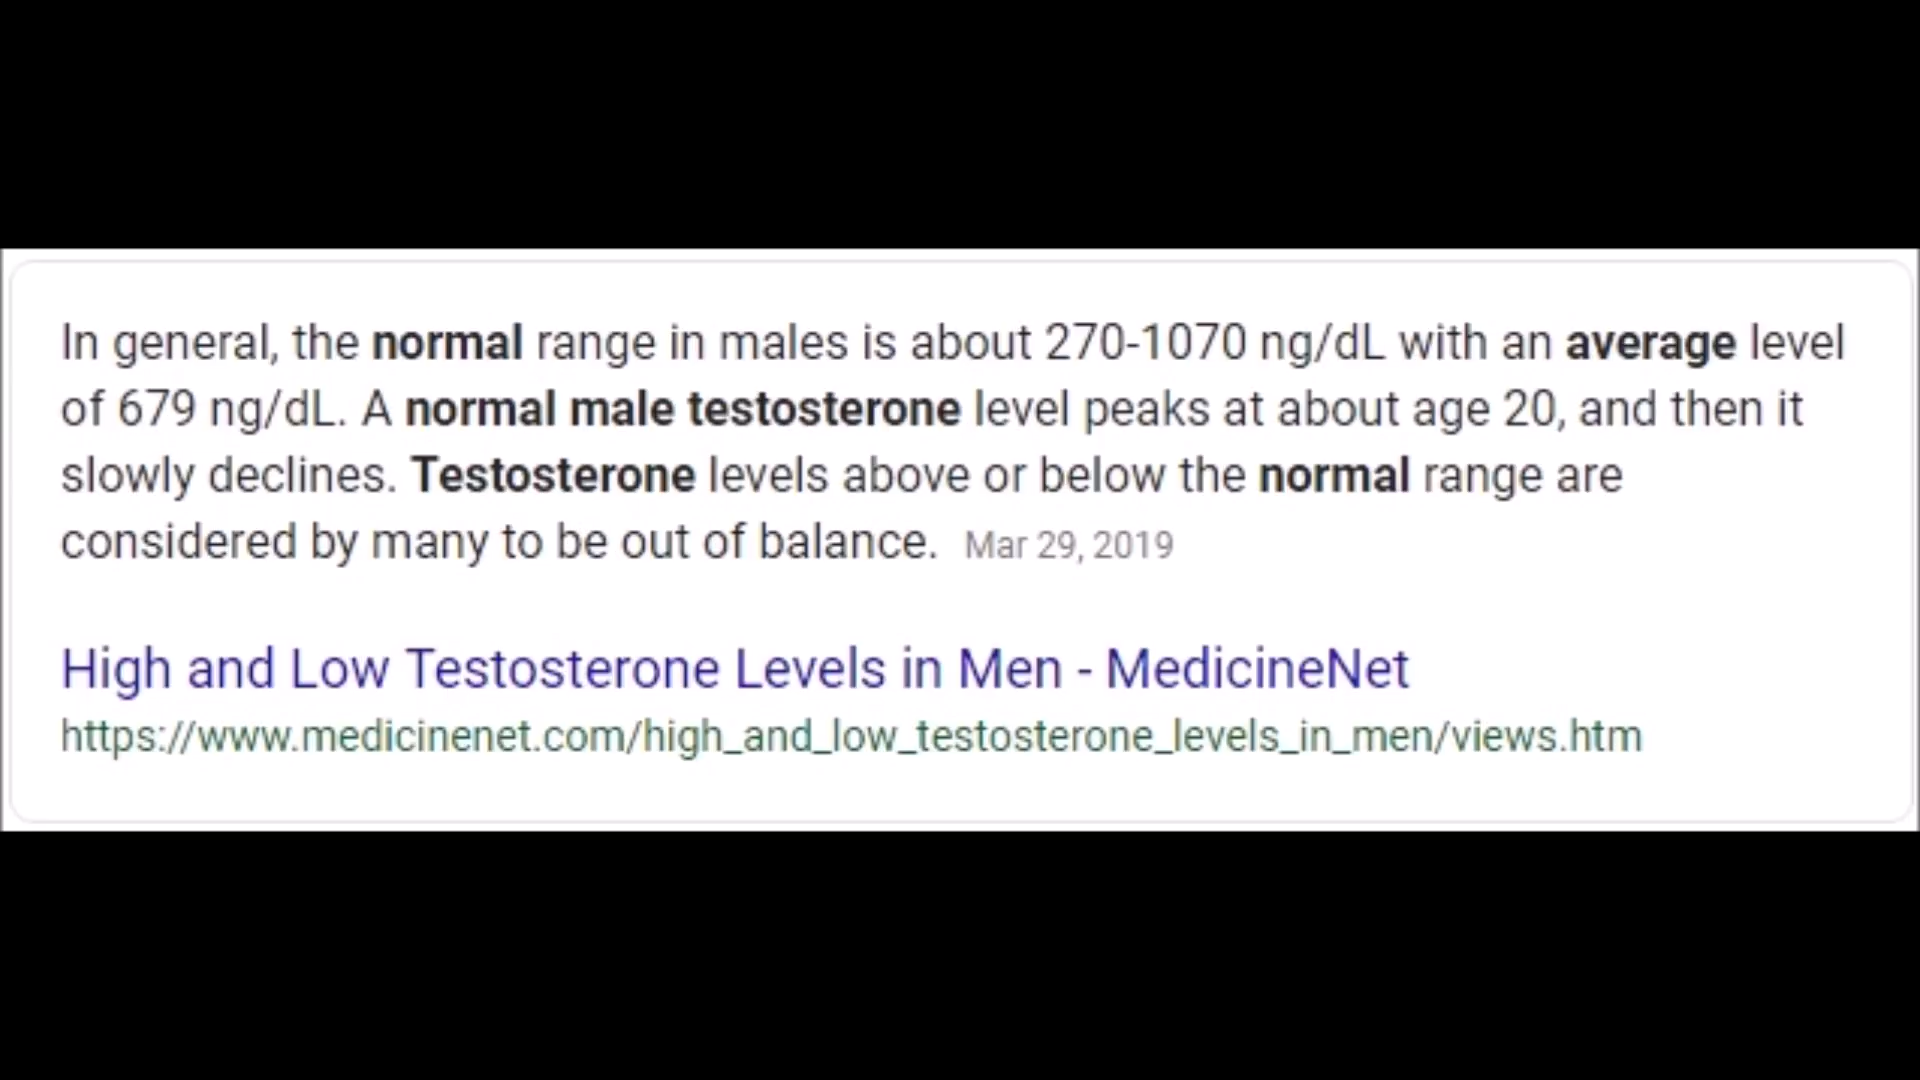 In general, the normal range in males is about 270-1070 ng/dL with an average level
of 679 ng/dL. A normal male testosterone level peaks at about age 20, and then it
slowly declines. Testosterone levels above or below the normal range are
considered by many to be out of balance. Mar 29, 2019
High and Low Testosterone Levels in Men - MedicineNet
https://www.medicinenet.com/high_and_low_testosterone_levels_in_men/views.htm